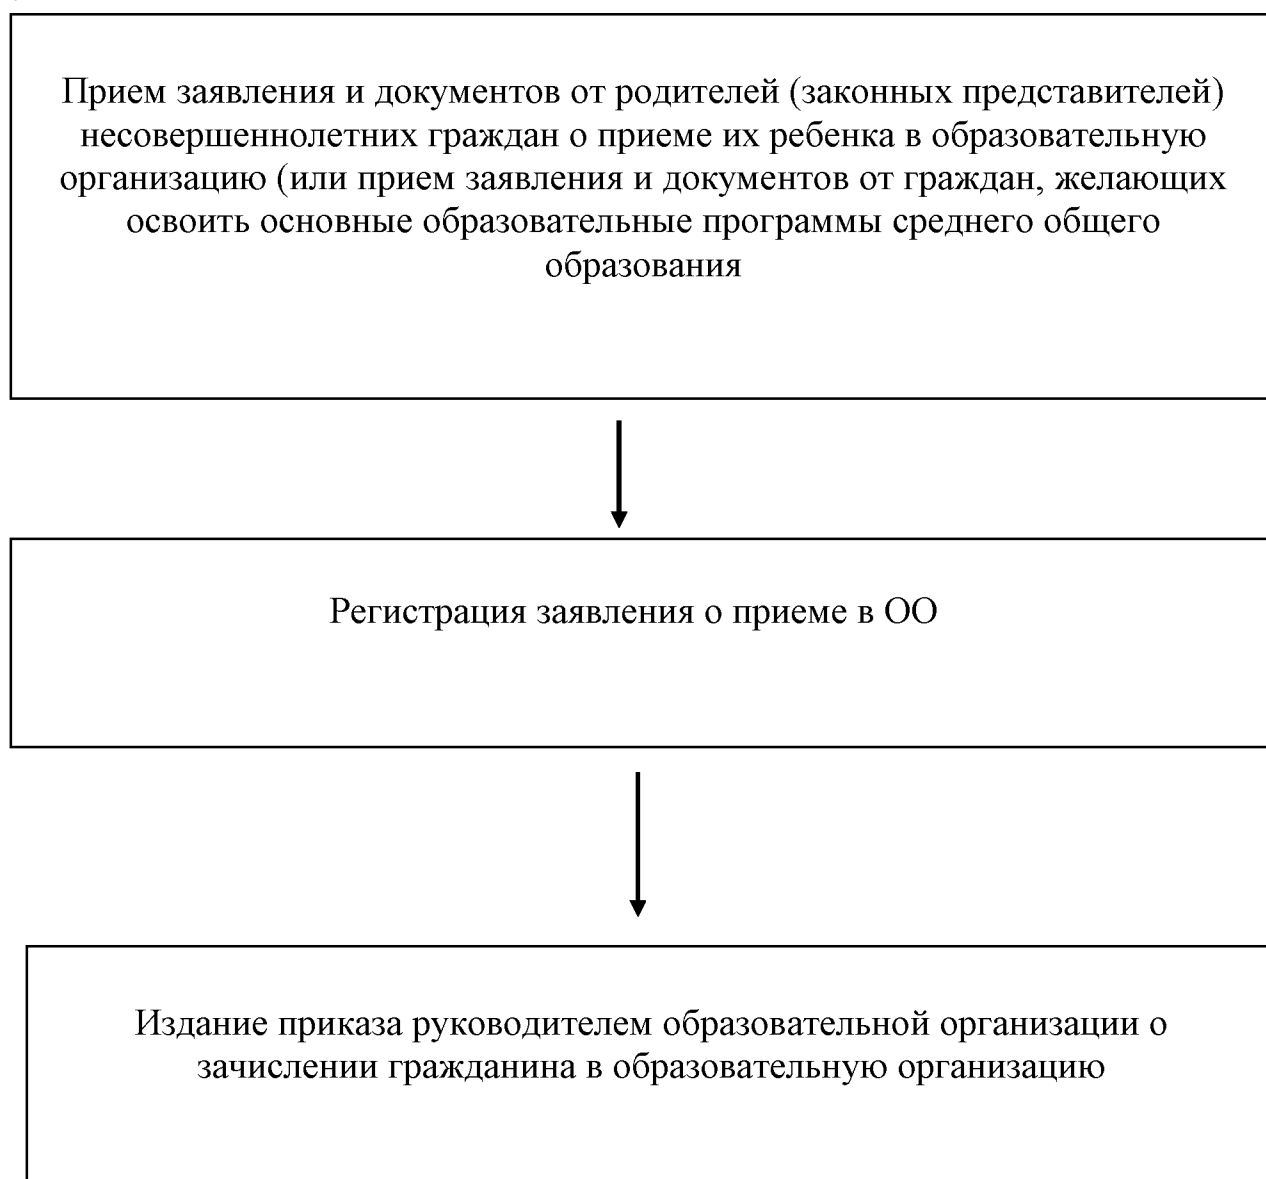 Прием заявления и документов от родителей (законных представителей)
несовершеннолетних граждан о приеме их ребенка в образовательную
организацию (или прием заявления и документов от граждан, желающих
освоить основные образовательные программы среднего общего
образования
Регистрация заявления о приеме в ОО
Издание приказа руководителем образовательной организации о
зачислении гражданина в образовательную организацию